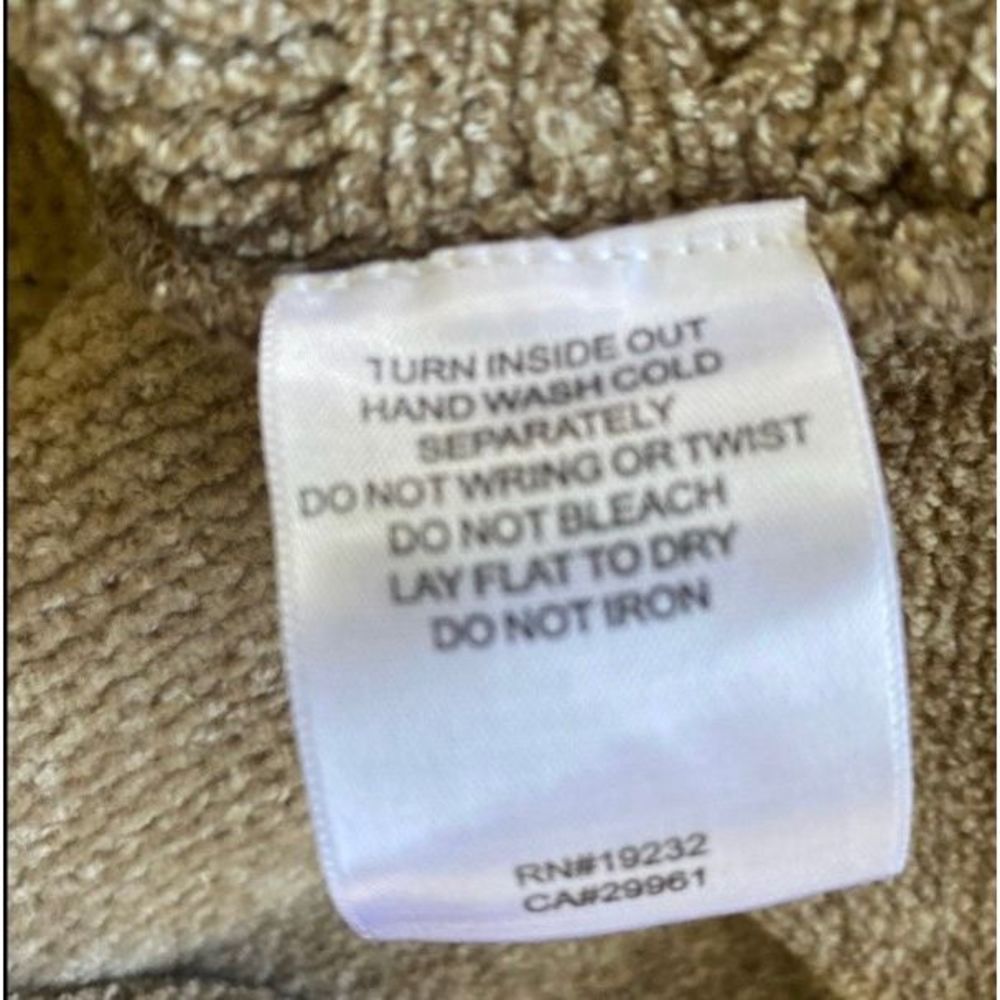 TURN INSIDE OUT
HAND WASH COLD
SEPARATELY
DO NOT WRING OR TWIST
DO NOT BLEACH
LAY FLAT TO DRY
DO NOT IRON
RN#19232
CA#29961